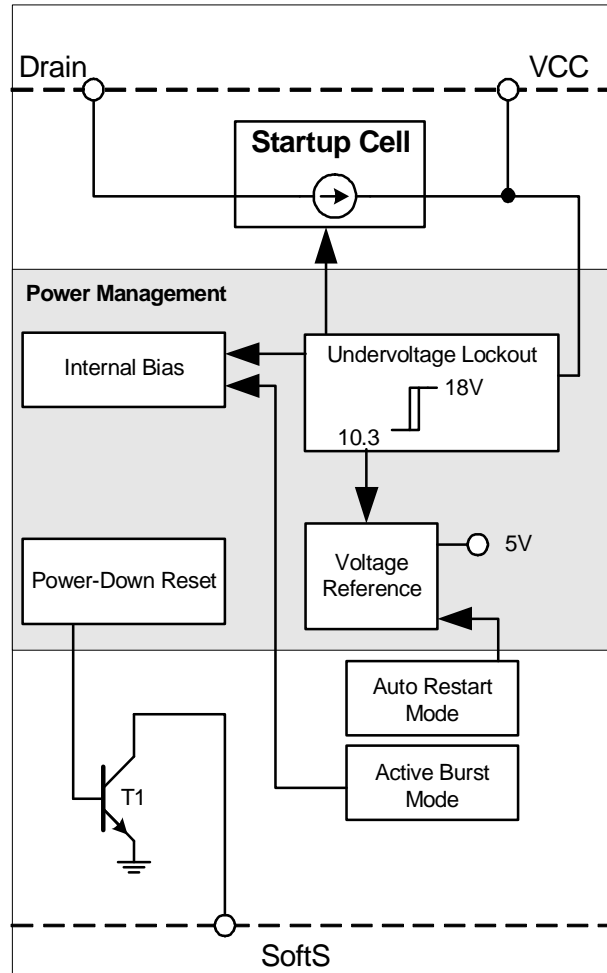 Drain
VCC
Startup Cell
Power Management
Internal Bias
Undervoltage Lockout
18V
10.3
Power-Down Reset
Voltage
Reference
5V
Auto Restart
Mode
Active Burst
Mode
T1
SoftS